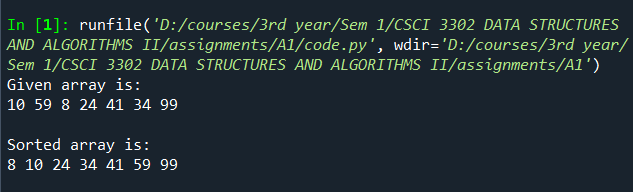 In [1]: runfile('D:/courses/3rd year/Sem 1/CSCI 3302 DATA STRUCTURES
AND ALGORITHMS II/assignments/A1/code.py', wdir='D:/courses/3rd year/
Sem 1/CSCI 3302 DATA STRUCTURES AND ALGORITHMS II/assignments/A1')
Given array is:
10 59 8 24 41 34 99
Sorted array is:
8 10 24 34 41 59 99